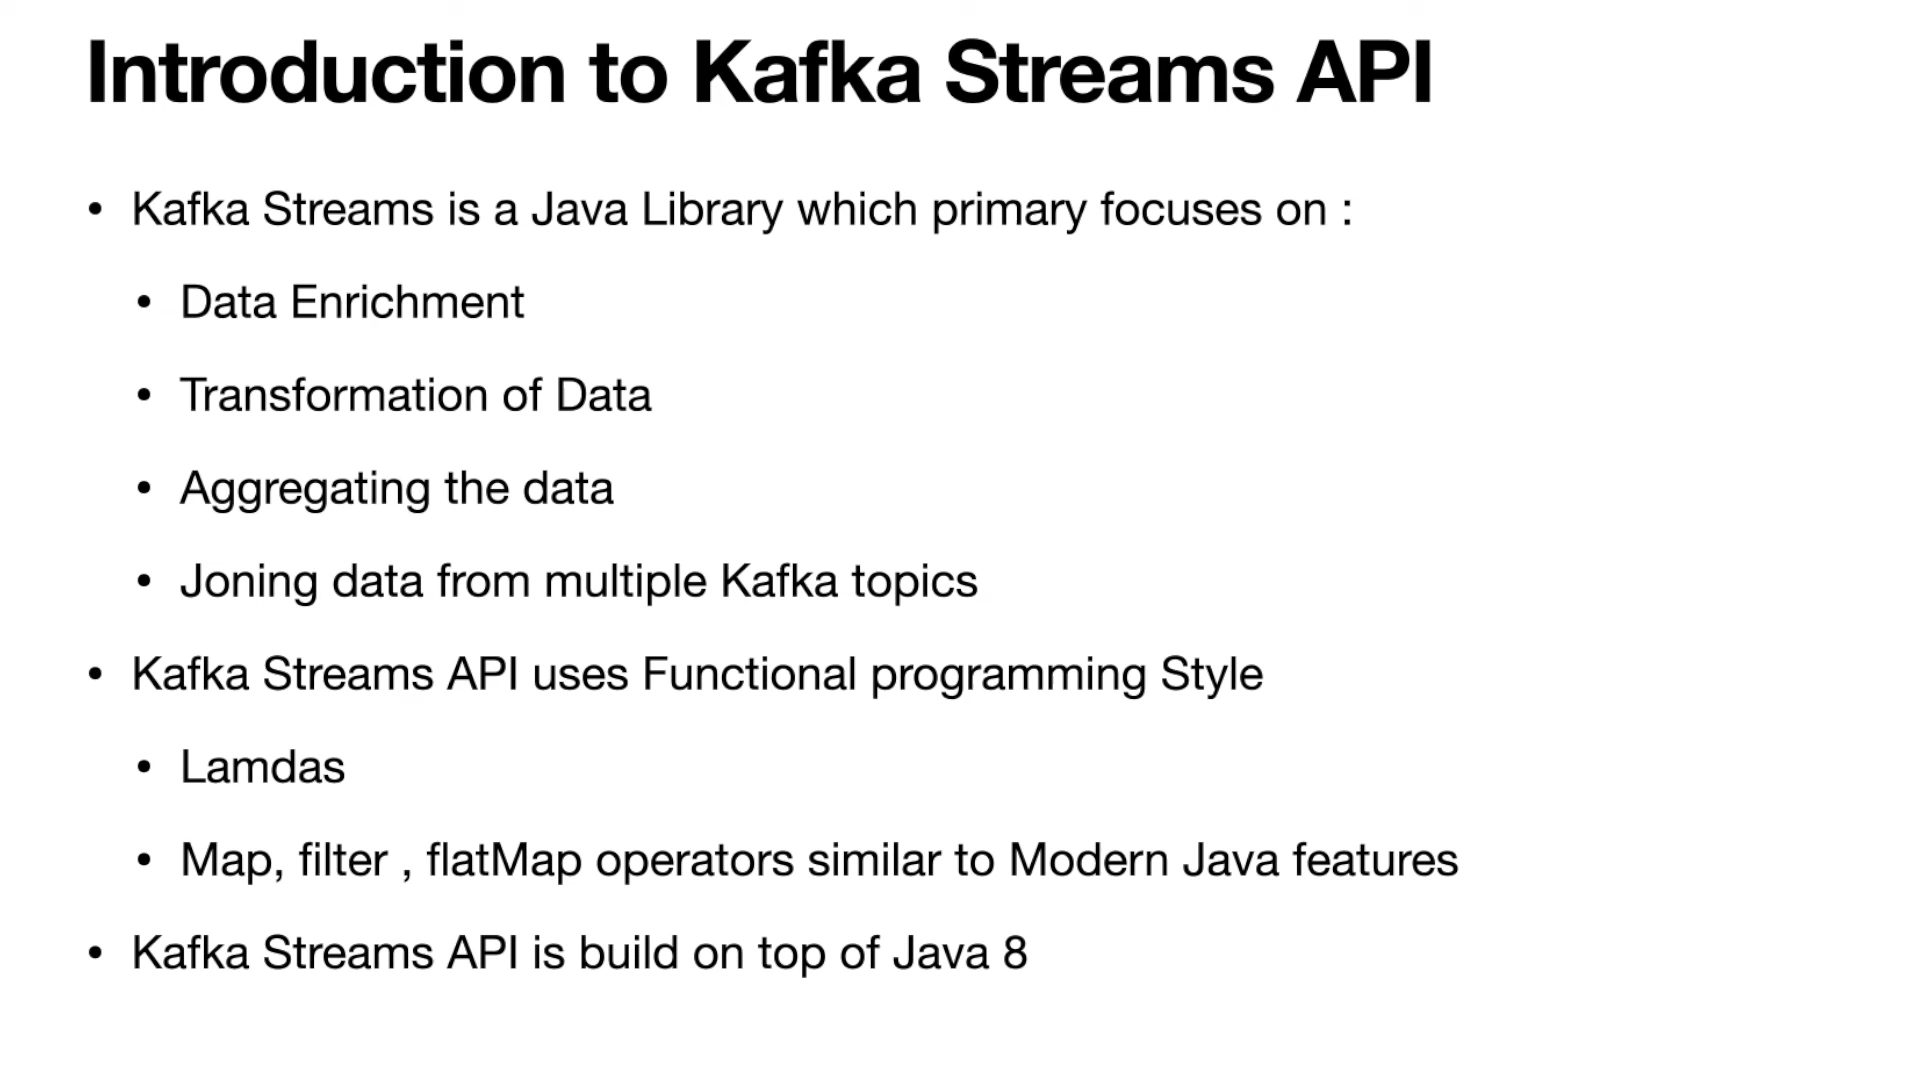 Introduction to Kafka Streams API
• Kafka Streams is a Java Library which primary focuses on :
• Data Enrichment
• Transformation of Data
• Aggregating the data
• Joning data from multiple Kafka topics
• Kafka Streams API uses Functional programming Style
• Lamdas
• Map, filter , flatMap operators similar to Modern Java features
• Kafka Streams API is build on top of Java 8